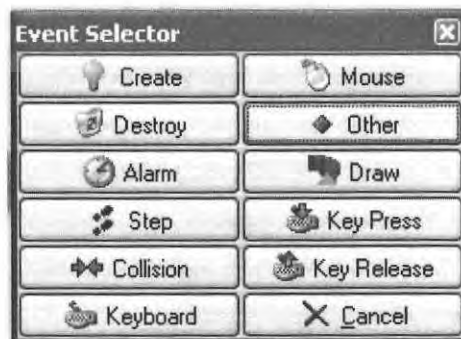 Event Selector
Create
Mouse
Destroy
Other
Alarm
Draw
Step
Key Press
Collision
Key Release
Keyboard
Cancel